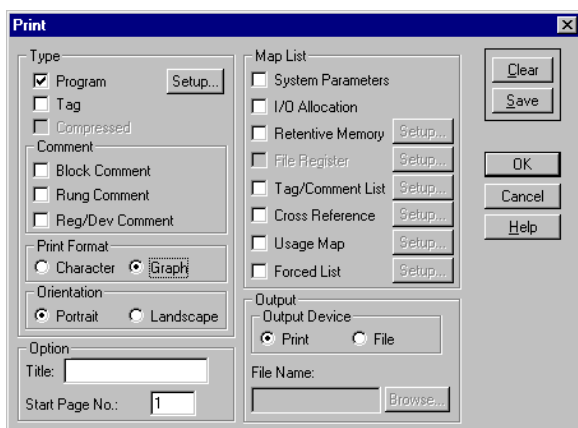 Print
Type
Program
Setup...
Tag
Compressed
Comment
Block Comment
Rung Comment
Reg/Dev Comment
Print Format
Character
Graph
Orientation
Portrait
Landscape
Option
Title:
Start Page No.:
1
Map List
System Parameters
I/O Allocation
Retentive Memory
Setup...
File Register
Setup...
Tag/Comment List
Setup...
Cross Reference
Setup...
Usage Map
Setup...
Forced List
Setup...
Output
Output Device
Print
File
File Name:
Browse...
Clear
Save
OK
Cancel
Help